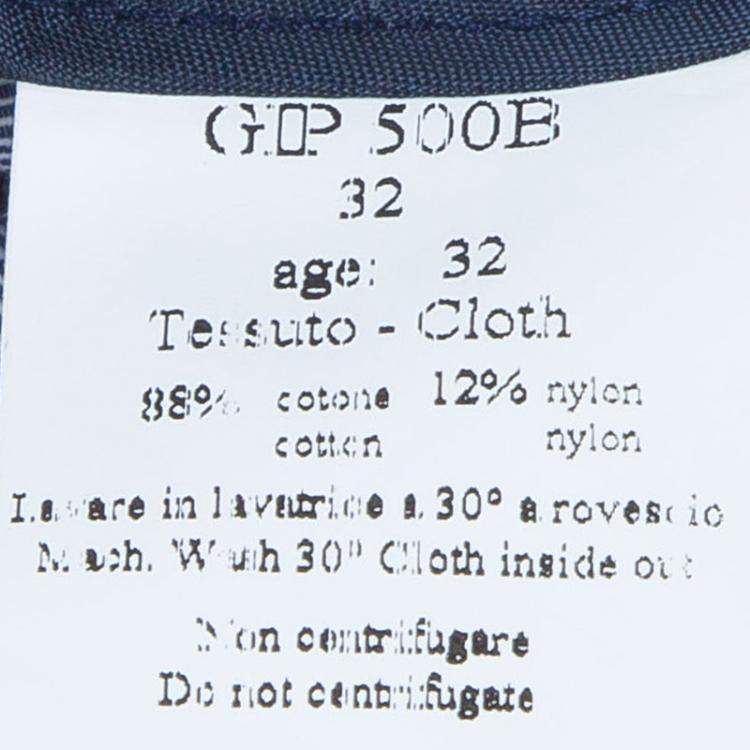 GIP 500B
32
age: 32
Tessuto - Cloth
88% cotone 12% nylon
cotton nylon
Lavare in lavatrice a 30° a rovescio
Mach. Wash 30° Cloth inside out
Non centrifugare
Do not centrifugate